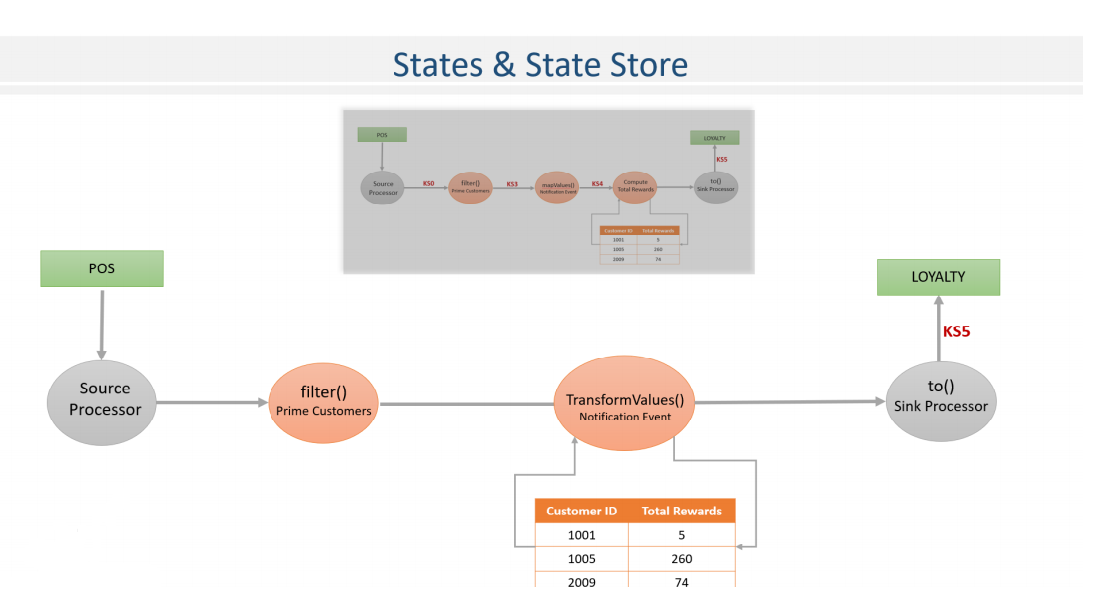 States & State Store
POS
LOYALTY
KS5
Source
Processor
KS0
filter()
Prime Customers
KS3
mapValues()
Notification Event
KS4
Compute
Total Rewards
to()
Sink Processor
Customer ID Total Rewards
1001 5
1005 260
2009 74
POS
LOYALTY
KS5
Source
Processor
filter()
Prime Customers
TransformValues()
Notification Event
to()
Sink Processor
Customer ID Total Rewards
1001 5
1005 260
2009 74